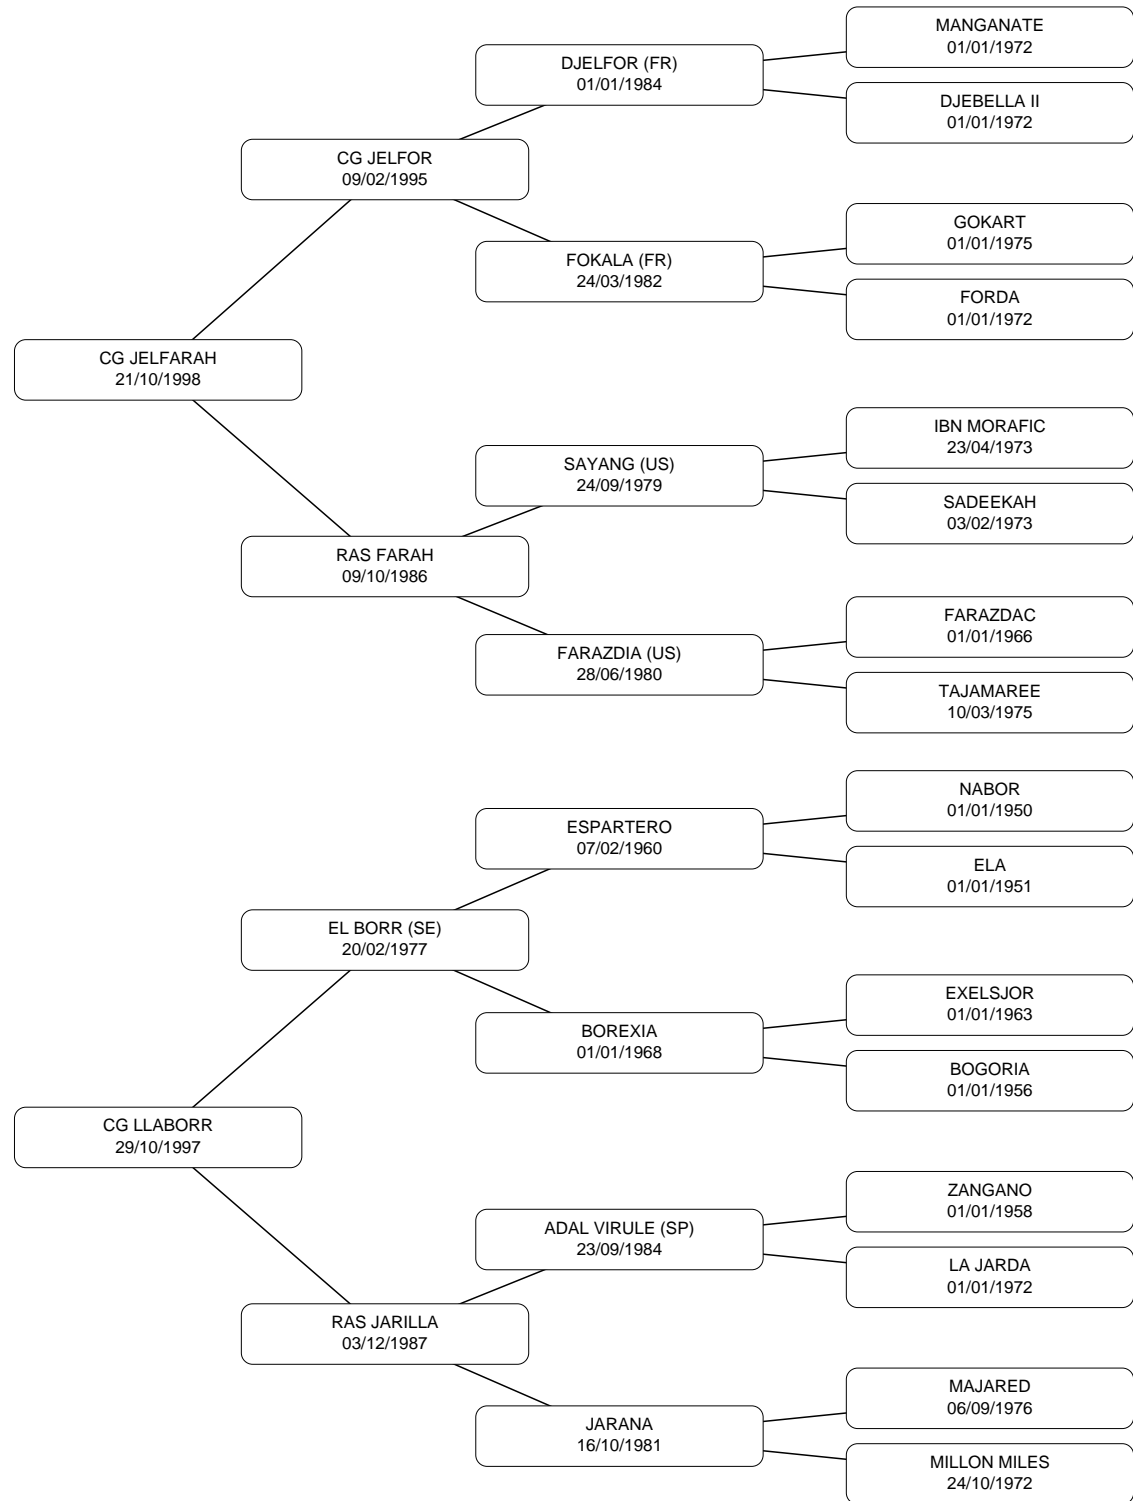 MANGANATE
01/01/1972
DJELFOR (FR)
01/01/1984
DJEBELLA II
01/01/1972
CG JELFOR
09/02/1995
GOKART
01/01/1975
FOKALA (FR)
24/03/1982
FORDA
01/01/1972
CG JELFARAH
21/10/1998
IBN MORAFIC
23/04/1973
SAYANG (US)
24/09/1979
SADEEKAH
03/02/1973
RAS FARAH
09/10/1986
FARAZDAC
01/01/1966
FARAZDIA (US)
28/06/1980
TAJAMAREE
10/03/1975
NABOR
01/01/1950
ESPARTERO
07/02/1960
ELA
01/01/1951
EL BORR (SE)
20/02/1977
EXELSJOR
01/01/1963
BOREXIA
01/01/1968
BOGORIA
01/01/1956
CG LLABORR
29/10/1997
ZANGANO
01/01/1958
ADAL VIRULE (SP)
23/09/1984
LA JARDA
01/01/1972
RAS JARILLA
03/12/1987
MAJARED
06/09/1976
JARANA
16/10/1981
MILLON MILES
24/10/1972